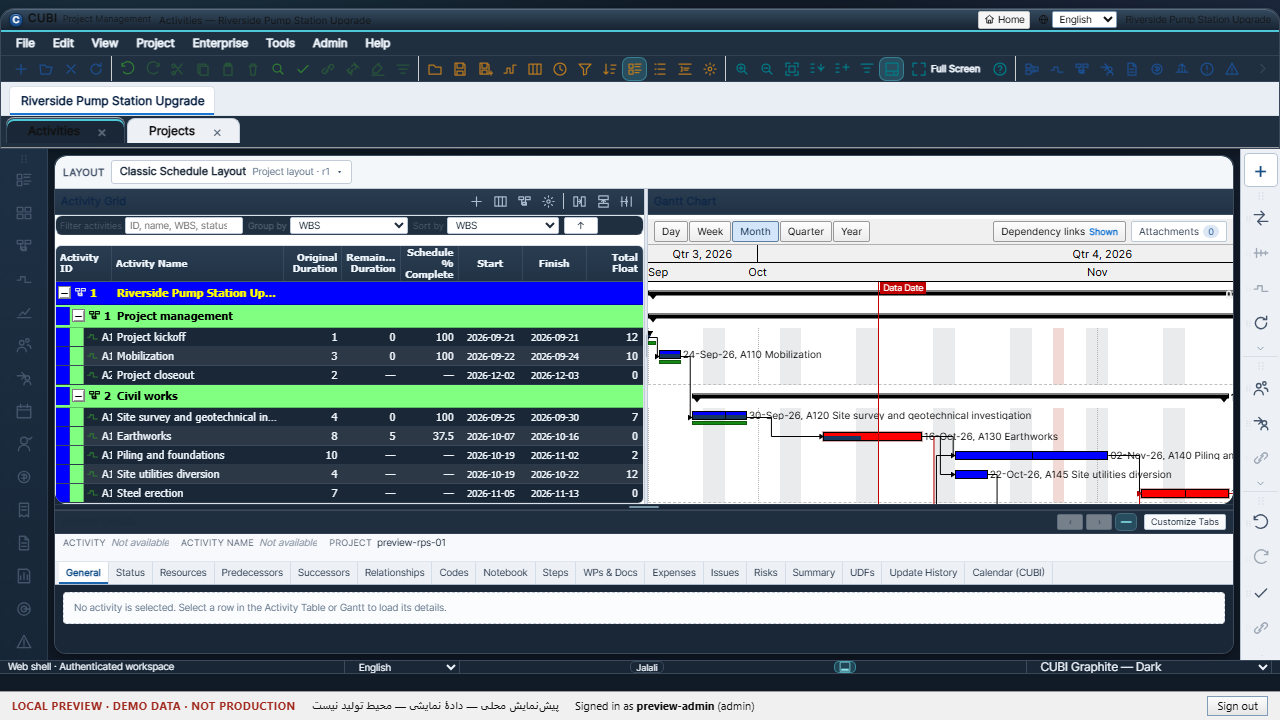 CUBI Project Management Activities — Riverside Pump Station Upgrade Home English Riverside Pump Station Upgrade
File Edit View Project Enterprise Tools Admin Help
Full Screen
Riverside Pump Station Upgrade
Activities × Projects ×
LAYOUT Classic Schedule Layout Project layout · r1
Activity Grid
Filter activities ID, name, WBS, status Group by WBS Sort by WBS ↑
Activity ID Activity Name Original Duration Remain... Duration Schedule % Complete Start Finish Total Float
1 Riverside Pump Station Up...
1 Project management
A1 Project kickoff 1 0 100 2026-09-21 2026-09-21 12
A1 Mobilization 3 0 100 2026-09-22 2026-09-24 10
A2 Project closeout 2 — — 2026-12-02 2026-12-03 0
2 Civil works
A1 Site survey and geotechnical in... 4 0 100 2026-09-25 2026-09-30 7
A1 Earthworks 8 5 37.5 2026-10-07 2026-10-16 0
A1 Piling and foundations 10 — — 2026-10-19 2026-11-02 2
A1 Site utilities diversion 4 — — 2026-10-19 2026-10-22 12
A1 Steel erection 7 — — 2026-11-05 2026-11-13 0
Gantt Chart
Day Week Month Quarter Year Dependency links Shown Attachments 0
Qtr 3, 2026 Qtr 4, 2026
Sep Oct Nov
Data Date
24-Sep-26, A110 Mobilization
30-Sep-26, A120 Site survey and geotechnical investigation
16-Oct-26, A130 Earthworks
02-Nov-26, A140 Piling an
22-Oct-26, A145 Site utilities diversion
Customize Tabs
ACTIVITY Not available ACTIVITY NAME Not available PROJECT preview-rps-01
General Status Resources Predecessors Successors Relationships Codes Notebook Steps WPs & Docs Expenses Issues Risks Summary UDFs Update History Calendar (CUBI)
No activity is selected. Select a row in the Activity Table or Gantt to load its details.
Web shell · Authenticated workspace English Jalali CUBI Graphite — Dark
LOCAL PREVIEW · DEMO DATA · NOT PRODUCTION پیش‌نمایش محلی — دادهٔ نمایشی — محیط تولید نیست Signed in as preview-admin (admin) Sign out